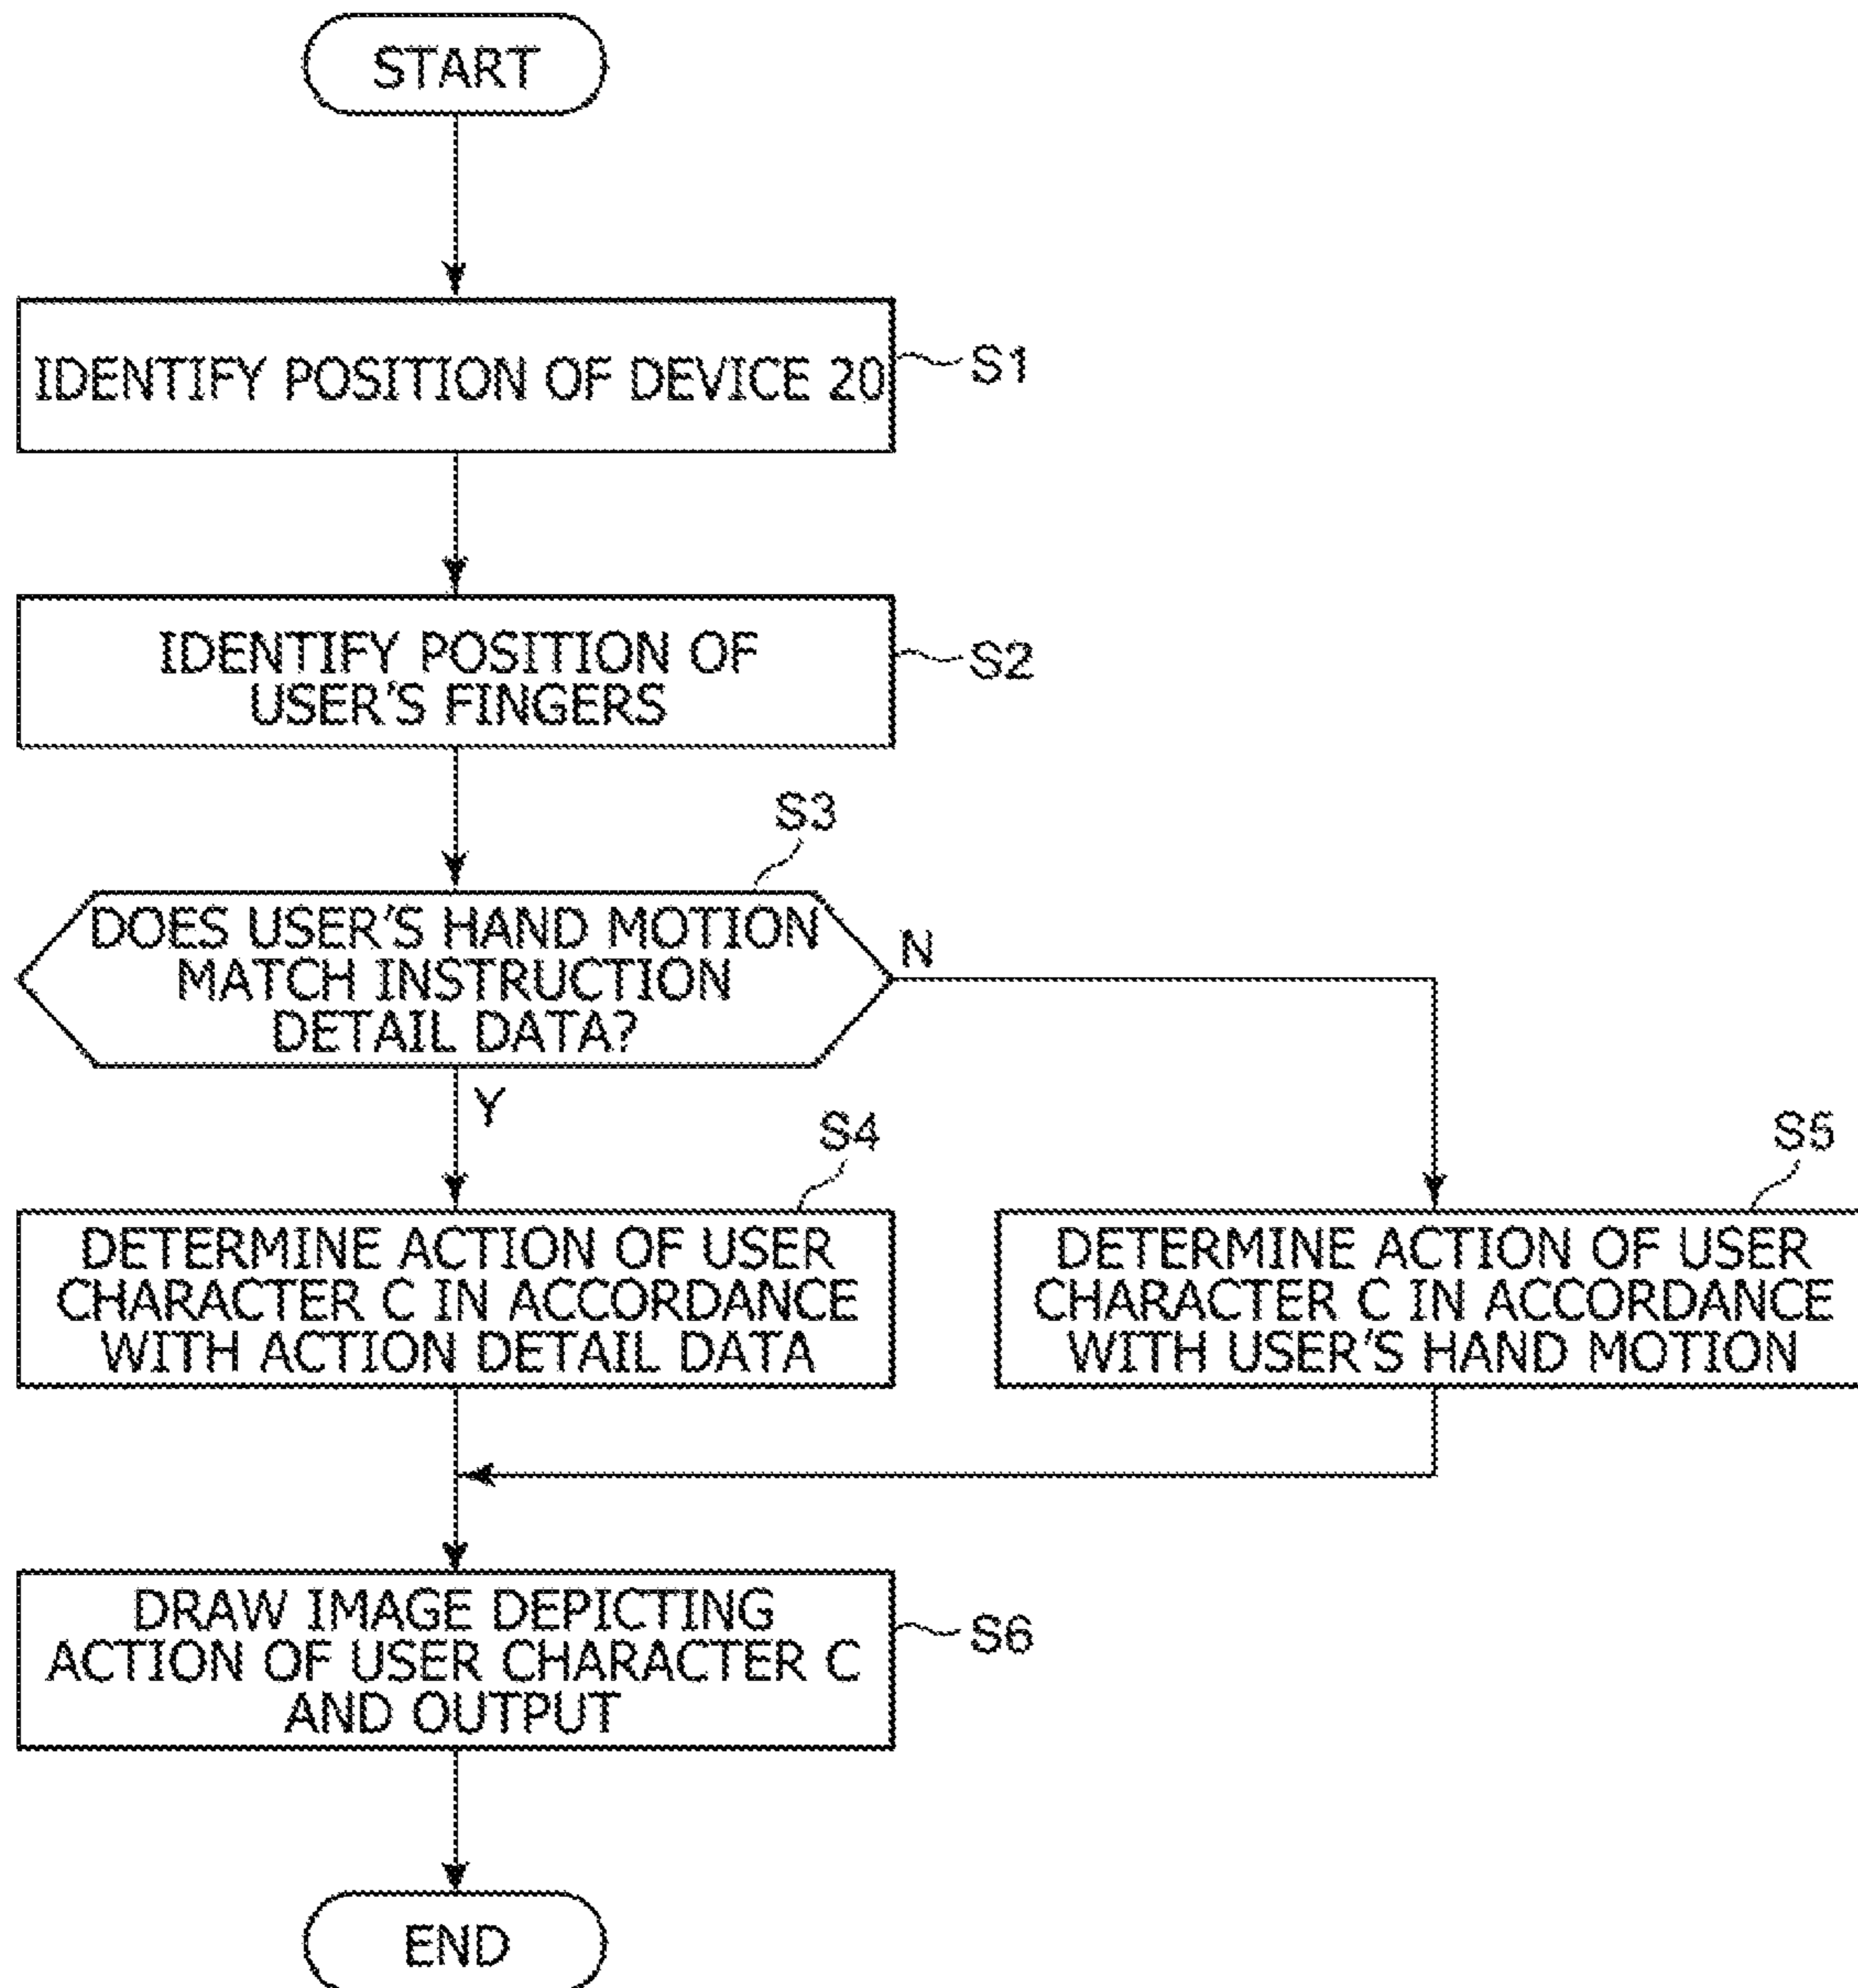 START
IDENTIFY POSITION OF DEVICE 20
S1
IDENTIFY POSITION OF
USER'S FINGERS
S2
S3
DOES USER'S HAND MOTION
MATCH INSTRUCTION
DETAIL DATA?
N
Y
S4
DETERMINE ACTION OF USER
CHARACTER C IN ACCORDANCE
WITH ACTION DETAIL DATA
S5
DETERMINE ACTION OF USER
CHARACTER C IN ACCORDANCE
WITH USER'S HAND MOTION
DRAW IMAGE DEPICTING
ACTION OF USER CHARACTER C
AND OUTPUT
S6
END